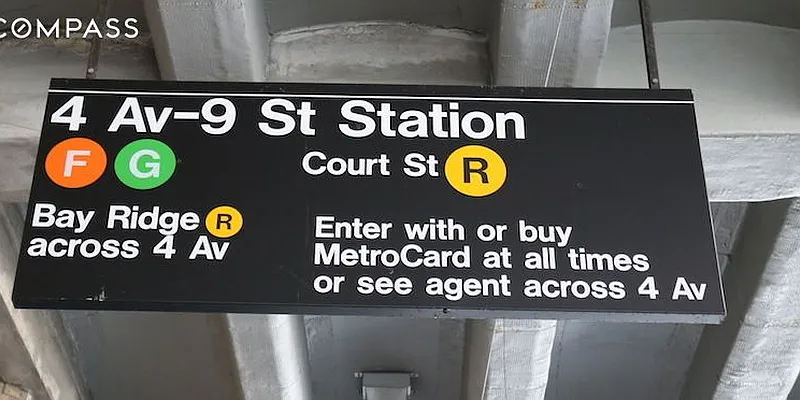 COMPASS
4 Av-9 St Station
F G
Court St R
Bay Ridge R
across 4 Av
Enter with or buy
MetroCard at all times
or see agent across 4 Av